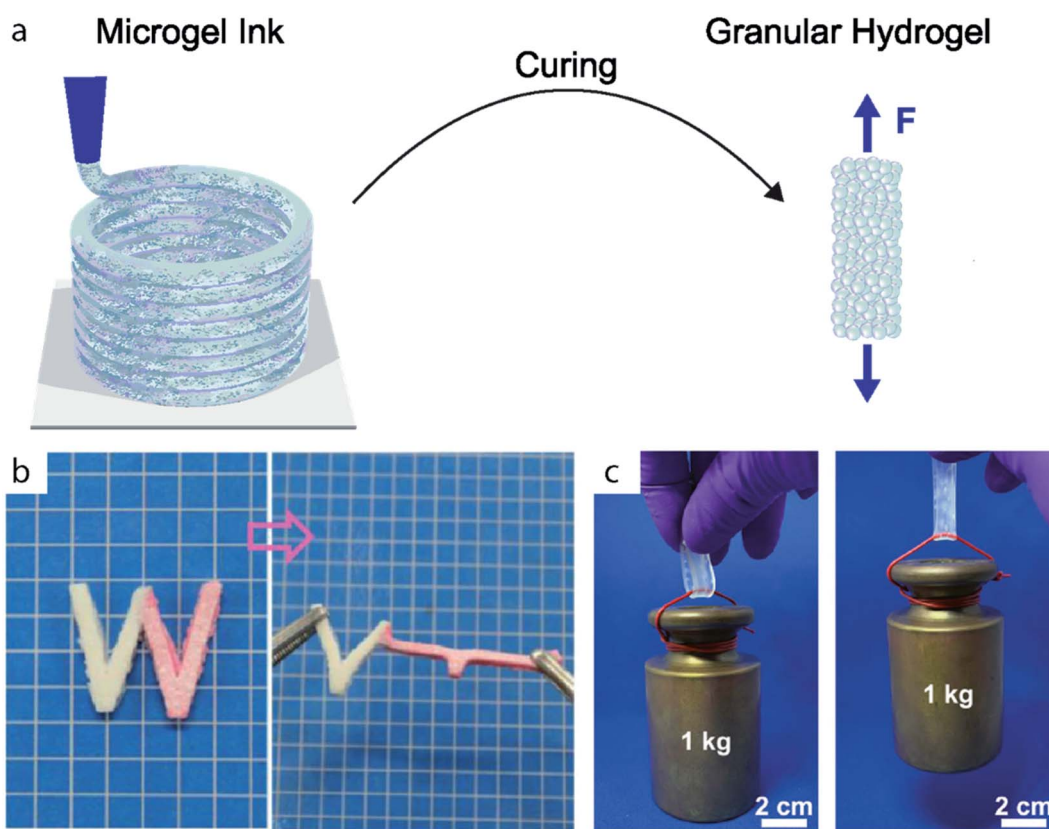 a
Microgel Ink
Curing
Granular Hydrogel
F
b
c
1 kg
2 cm
1 kg
2 cm